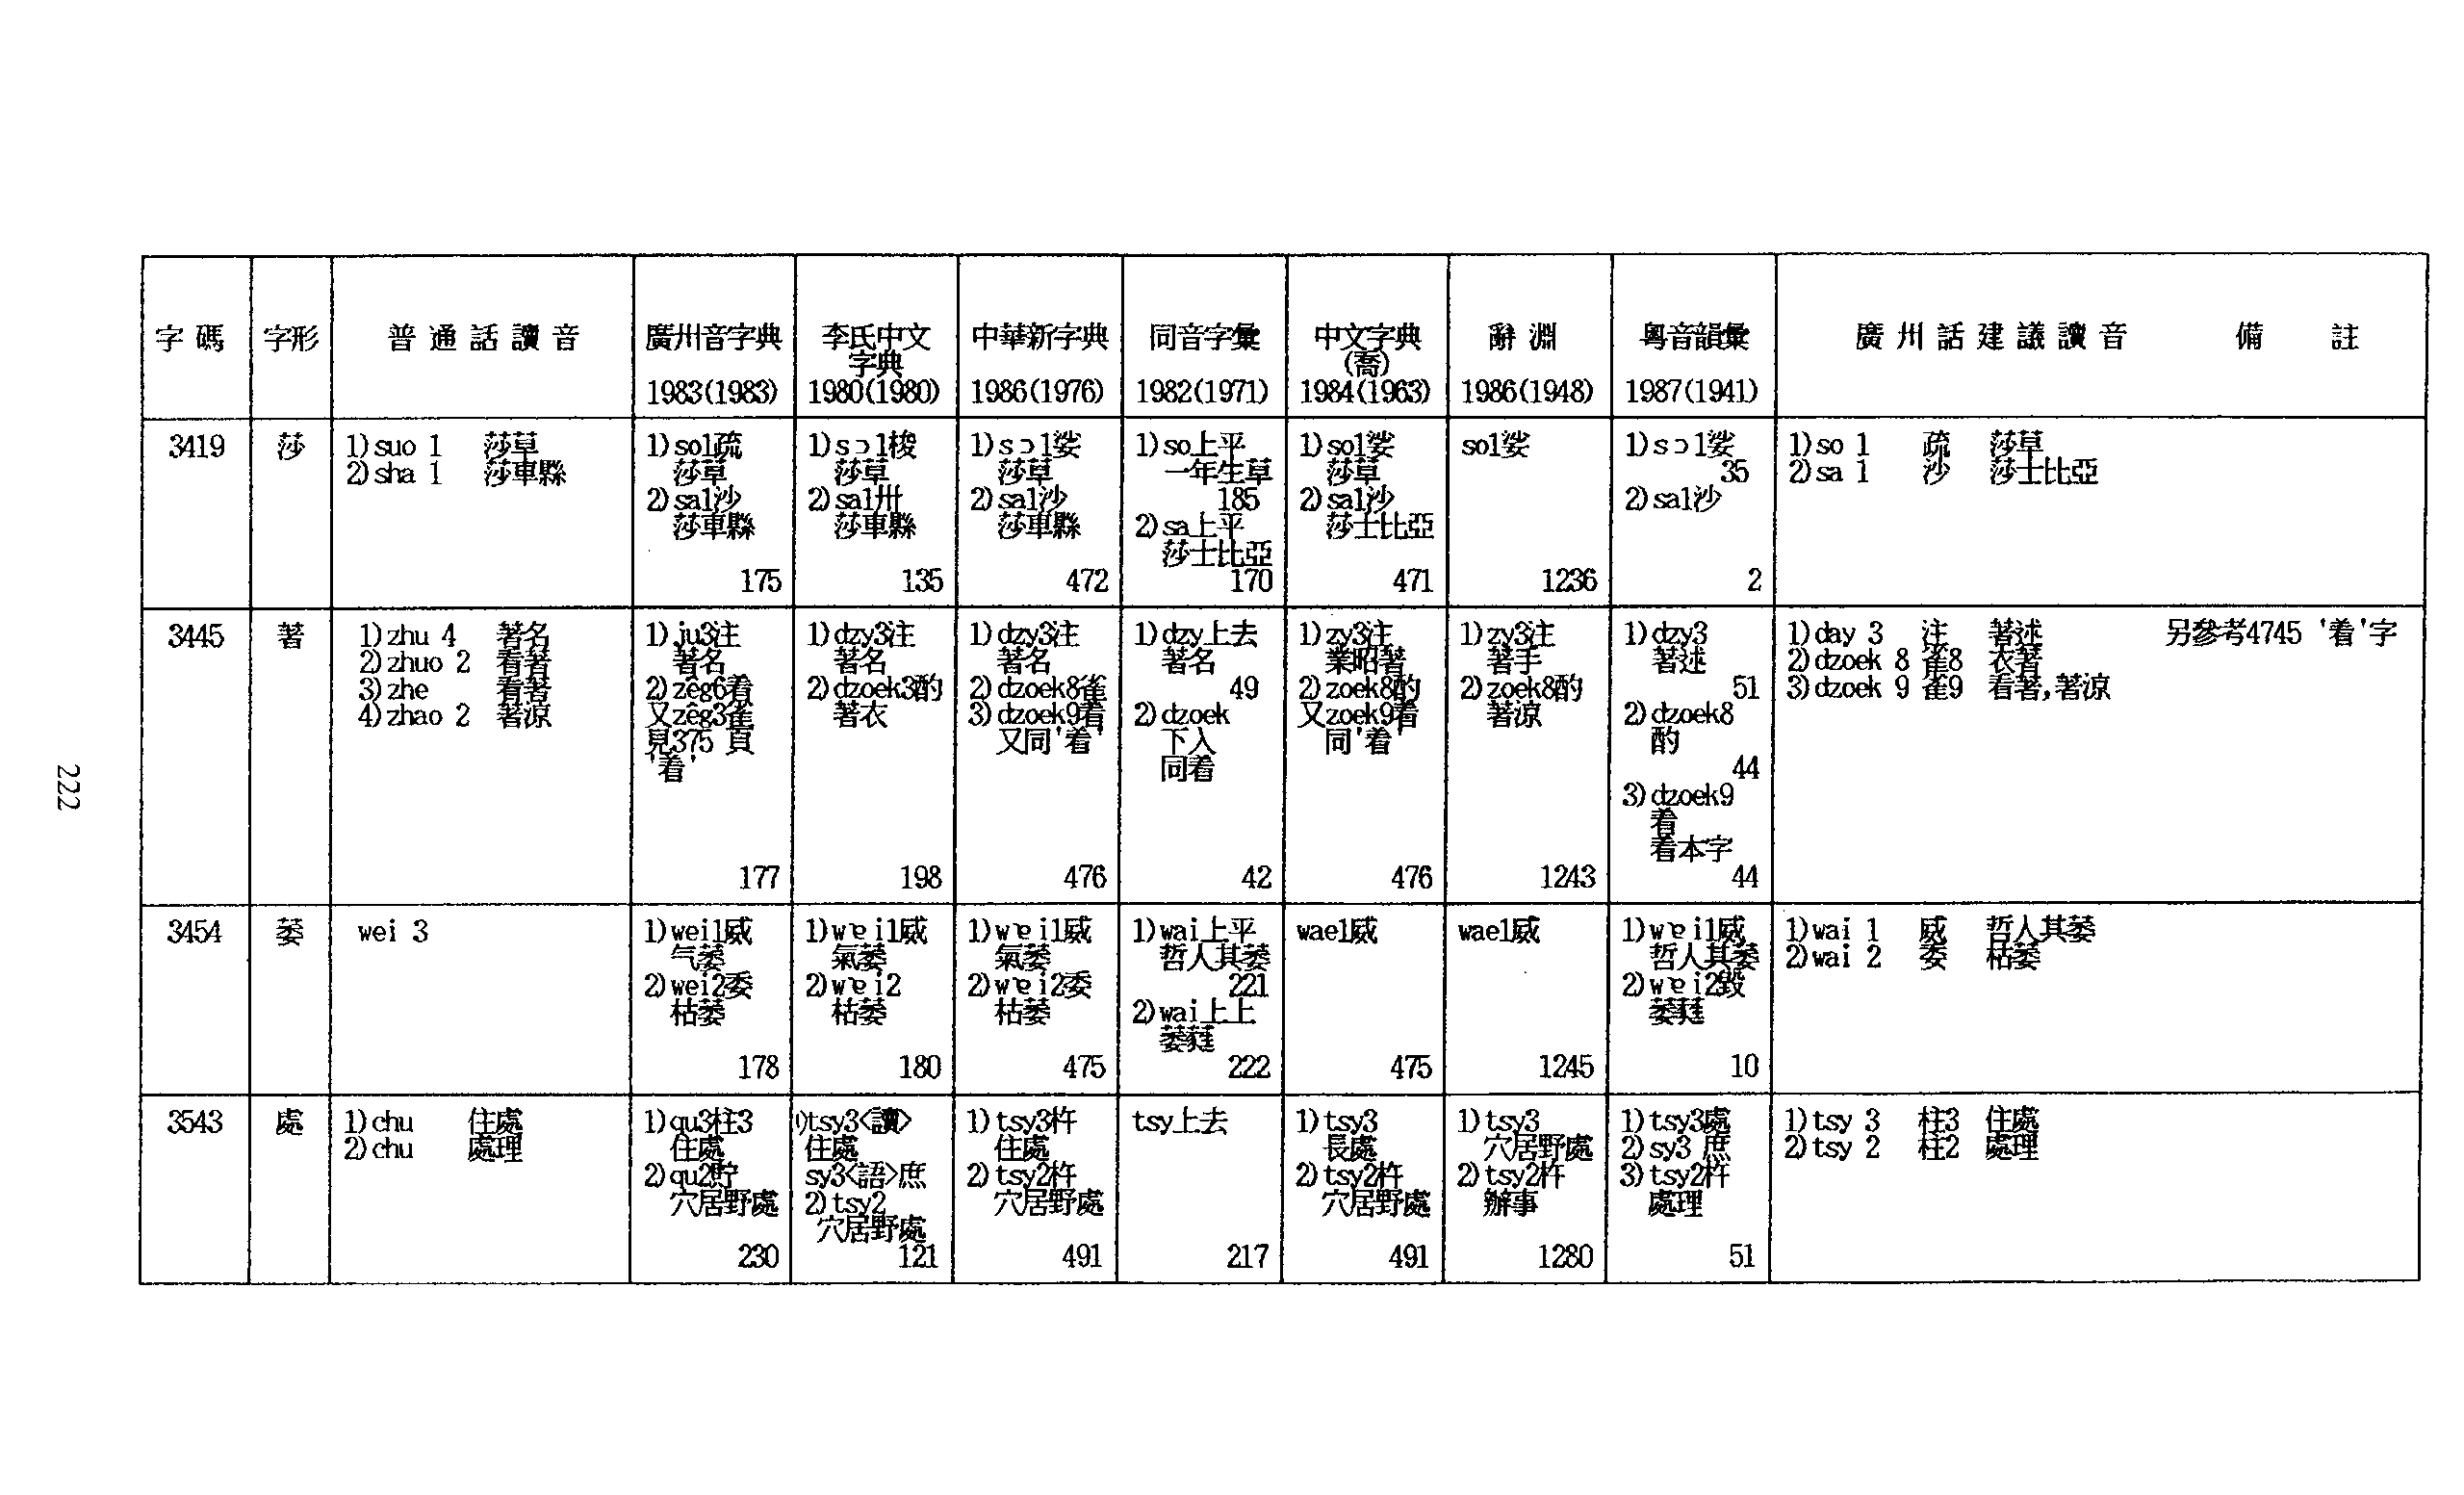 字碼 字形 普通話讀音 廣州音字典 李氏中文 中華新字典 同音字彙 中文字典 辭淵 粵音韻彙 廣州話建議讀音 備註
字典 (喬)
1983(1983) 1980(1980) 1986(1976) 1982(1971) 1984(1963) 1986(1948) 1987(1941)
3419 莎
1)suo 1 莎草
2)sha 1 莎車縣
1)so1疏
莎草
2)sa1沙
莎車縣
175
1)sɔ1梭
莎草
2)sa1卅
莎車縣
135
1)sɔ1娑
莎草
2)sa1沙
莎車縣
472
1)so上平
一年生草
185
2)sa上平
莎士比亞
170
1)so1娑
莎草
2)sa1沙
莎士比亞
471
so1娑
1236
1)sɔ1娑
35
2)sa1沙
2
1)so 1 疏 莎草
2)sa 1 沙 莎士比亞
3445 著
1)zhu 4 著名
2)zhuo 2 看著
3)zhe 看著
4)zhao 2 著涼
1)ju3注
著名
2)zêg6着
又zêg3雀
見375 頁
'着'
177
1)dzy3注
著名
2)dzoek3酌
著衣
198
1)dzy3注
著名
2)dzoek8雀
3)dzoek9着
又同'着'
476
1)dzy上去
著名
49
2)dzoek
下入
同着
42
1)zy3注
業昭著
2)zoek8酌
又zoek9着
同'着'
476
1)zy3注
著手
2)zoek8酌
著涼
1243
1)dzy3
著述
51
2)dzoek8
酌
44
3)dzoek9
着
着本字
44
1)day 3 注 著述 另參考4745 '着'字
2)dzoek 8 雀8 衣著
3)dzoek 9 雀9 看著,著涼
3454 萎
wei 3
1)wei1威
气萎
2)wei2委
枯萎
178
1)wɐi1威
氣萎
2)wɐi2
枯萎
180
1)wɐi1威
氣萎
2)wɐi2委
枯萎
475
1)wai上平
哲人其萎
221
2)wai上上
萎蕤
222
wae1威
475
wae1威
1245
1)wɐi1威
哲人其萎
2)wɐi2毀
萎蕤
10
1)wai 1 威 哲人其萎
2)wai 2 委 枯萎
3543 處
1)chu 住處
2)chu 處理
1)qu3柱3
住處
2)qu2貯
穴居野處
230
1)tsy3<讀>
住處
sy3<語>庶
2)tsy2
穴居野處
121
1)tsy3杵
住處
2)tsy2杵
穴居野處
491
tsy上去
217
1)tsy3
長處
2)tsy2杵
穴居野處
491
1)tsy3
穴居野處
2)tsy2杵
辦事
1280
1)tsy3處
2)sy3 庶
3)tsy2杵
處理
51
1)tsy 3 柱3 住處
2)tsy 2 柱2 處理
222